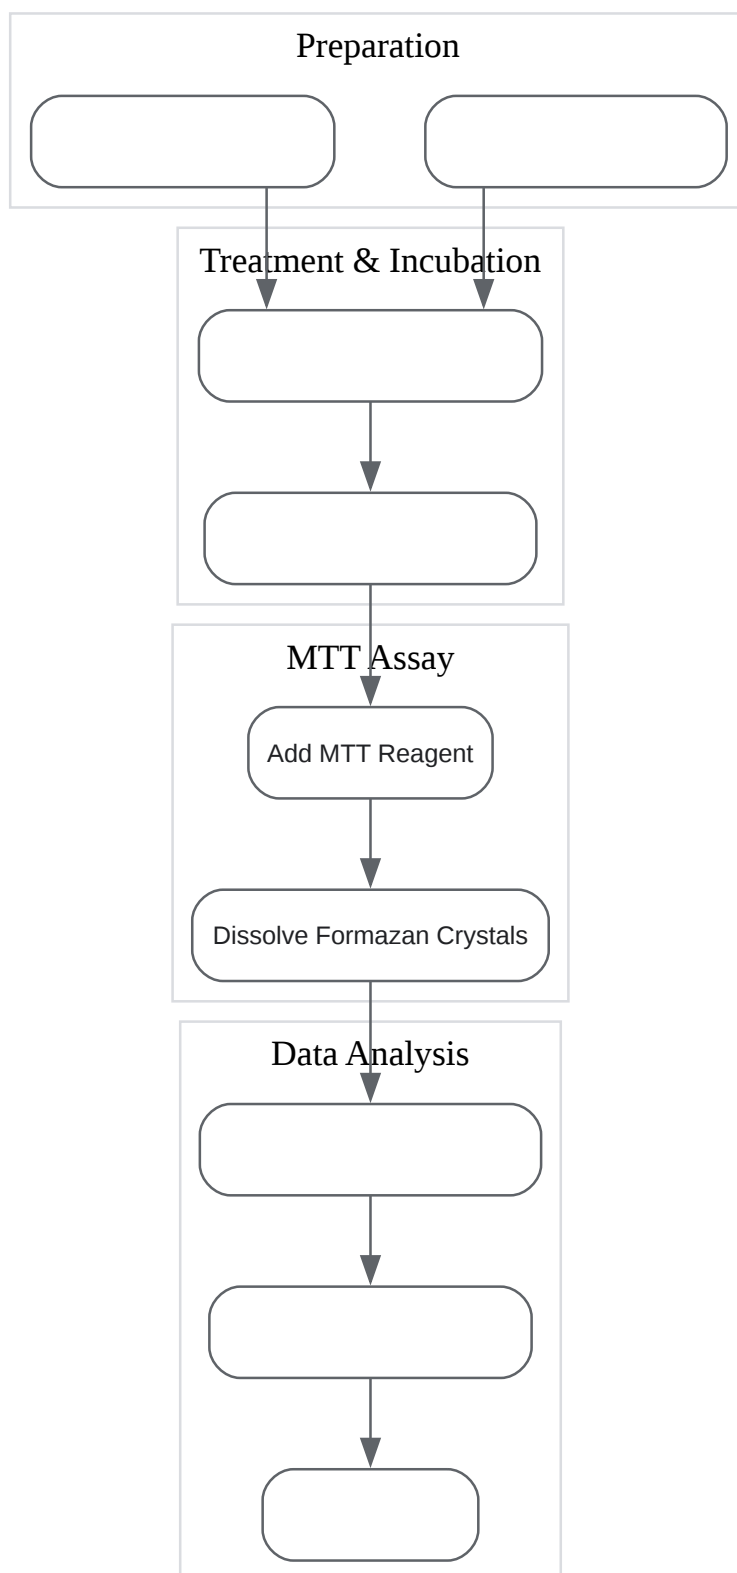 Preparation
Treatment & Incubation
MTT Assay
Add MTT Reagent
Dissolve Formazan Crystals
Data Analysis